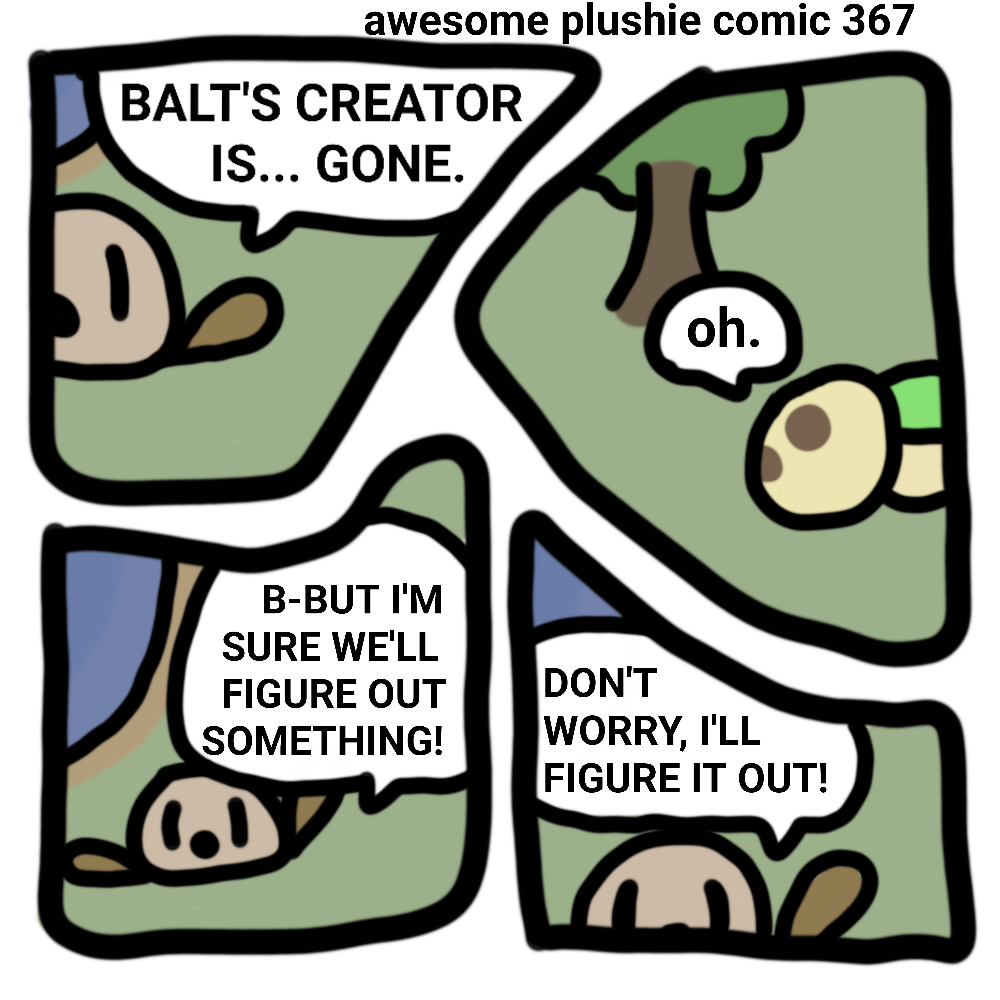 awesome plushie comic 367
BALT'S CREATOR
IS... GONE.
oh.
B-BUT I'M
SURE WE'LL
FIGURE OUT
SOMETHING!
DON'T
WORRY, I'LL
FIGURE IT OUT!